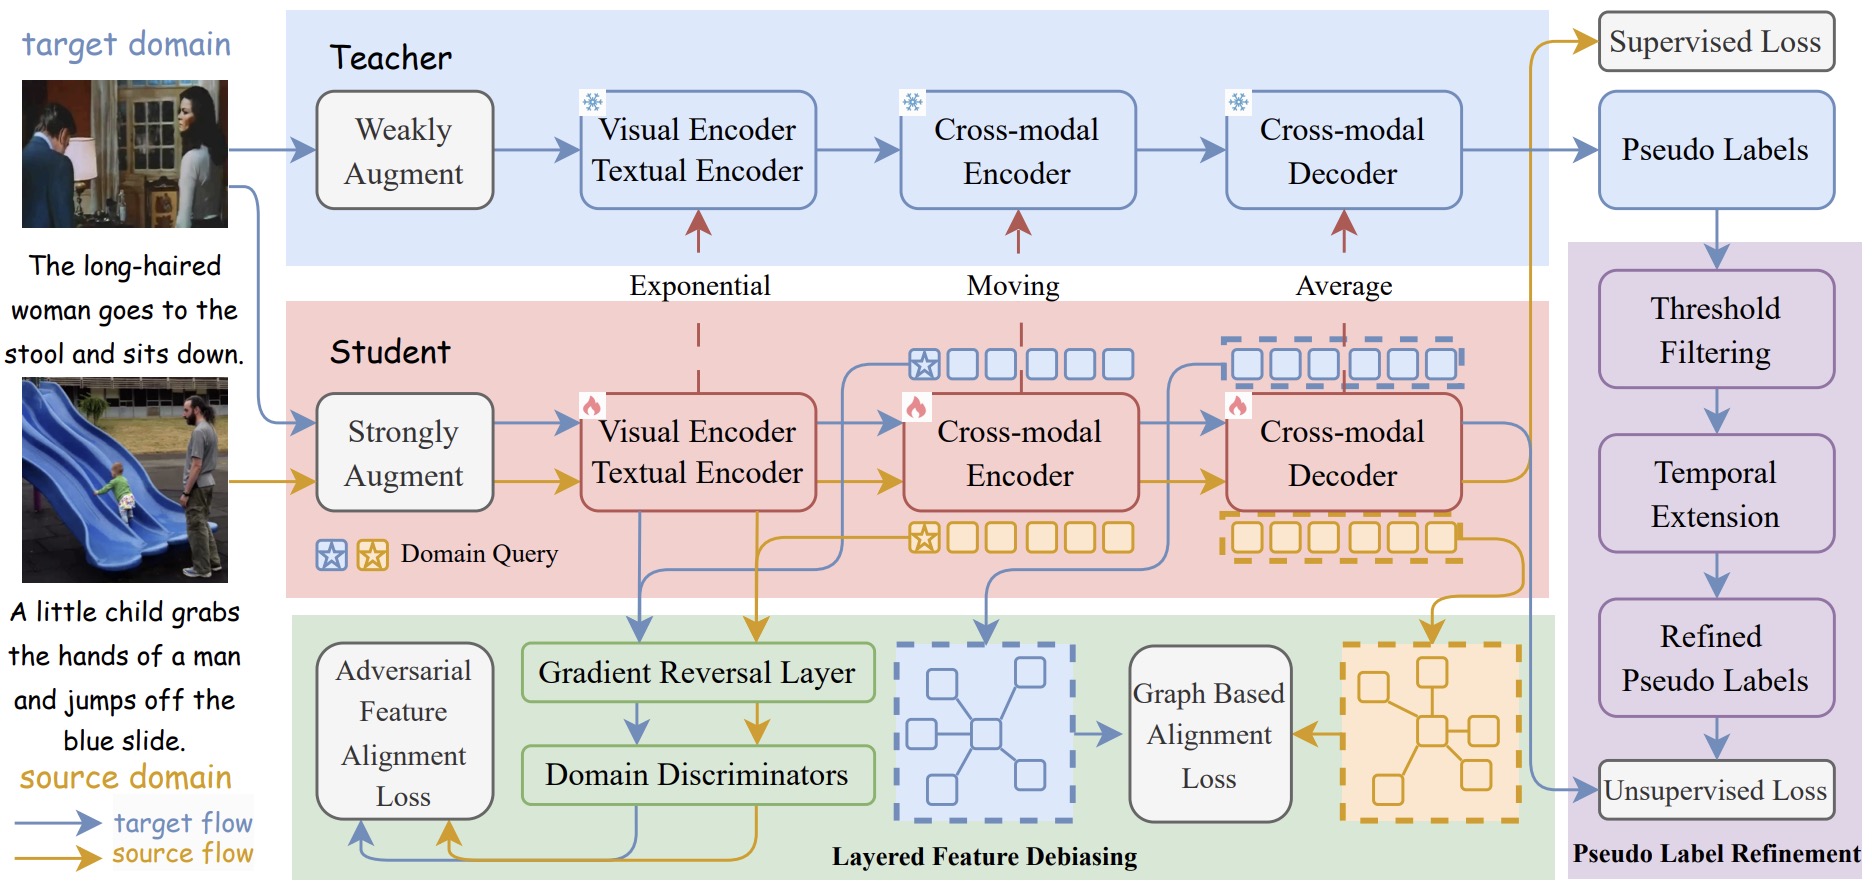 target domain
The long-haired
woman goes to the
stool and sits down.
A little child grabs
the hands of a man
and jumps off the
blue slide.
source domain
target flow
source flow
Teacher
Weakly
Augment
Visual Encoder
Textual Encoder
Cross-modal
Encoder
Cross-modal
Decoder
Exponential
Moving
Average
Student
Strongly
Augment
Visual Encoder
Textual Encoder
Cross-modal
Encoder
Cross-modal
Decoder
Domain Query
Adversarial
Feature
Alignment
Loss
Gradient Reversal Layer
Domain Discriminators
Graph Based
Alignment
Loss
Layered Feature Debiasing
Supervised Loss
Pseudo Labels
Threshold
Filtering
Temporal
Extension
Refined
Pseudo Labels
Unsupervised Loss
Pseudo Label Refinement